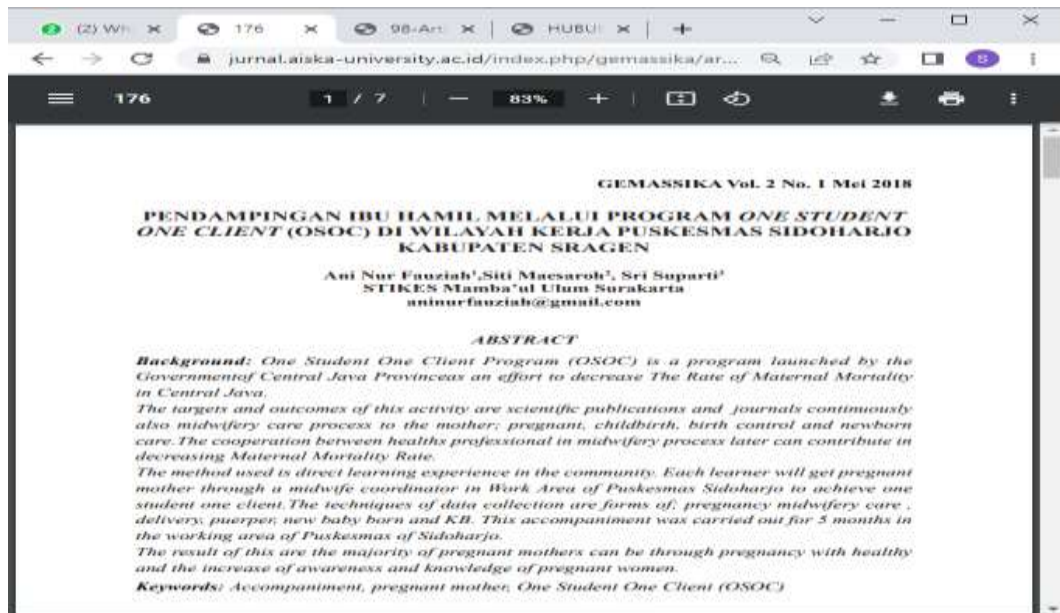 (2) Wh
176
98-Art
HUBU
jurnal.aiska-university.ac.id/index.php/gemassika/ar...
S
176
1 / 7
83%
GEMASSIKA Vol. 2 No. 1 Mei 2018
PENDAMPINGAN IBU HAMIL MELALUI PROGRAM ONE STUDENT
ONE CLIENT (OSOC) DI WILAYAH KERJA PUSKESMAS SIDOHARJO
KABUPATEN SRAGEN
Ani Nur Fauziah¹,Siti Maesaroh², Sri Suparti³
STIKES Mamba'ul Ulum Surakarta
aninurfauziah@gmail.com
ABSTRACT
Background: One Student One Client Program (OSOC) is a program launched by the
Governmentof Central Java Provinceas an effort to decrease The Rate of Maternal Mortality
in Central Java.
The targets and outcomes of this activity are scientific publications and journals continuously
also midwifery care process to the mother; pregnant, childbirth, birth control and newborn
care.The cooperation between healths professional in midwifery process later can contribute in
decreasing Maternal Mortality Rate.
The method used is direct learning experience in the community. Each learner will get pregnant
mother through a midwife coordinator in Work Area of Puskesmas Sidoharjo to achieve one
student one client.The techniques of data collection are forms of; pregnancy midwifery care ,
delivery, puerper, new baby born and KB. This accompaniment was carried out for 5 months in
the working area of Puskesmas of Sidoharjo.
The result of this are the majority of pregnant mothers can be through pregnancy with healthy
and the increase of awareness and knowledge of pregnant women.
Keywords: Accompaniment, pregnant mother, One Student One Client (OSOC)